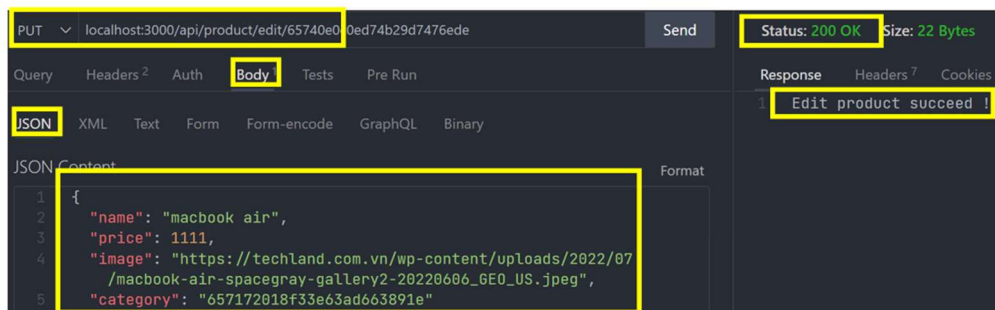 PUT localhost:3000/api/product/edit/65740e0c0ed74b29d7476ede Send
Status: 200 OK Size: 22 Bytes
Query Headers 2 Auth Body 1 Tests Pre Run
Response Headers 7 Cookies
1 Edit product succeed !
JSON XML Text Form Form-encode GraphQL Binary
JSON Content Format
1 {
2 "name": "macbook air",
3 "price": 1111,
4 "image": "https://techland.com.vn/wp-content/uploads/2022/07
/macbook-air-spacegray-gallery2-20220606_GEO_US.jpeg",
5 "category": "657172018f33e63ad663891e"